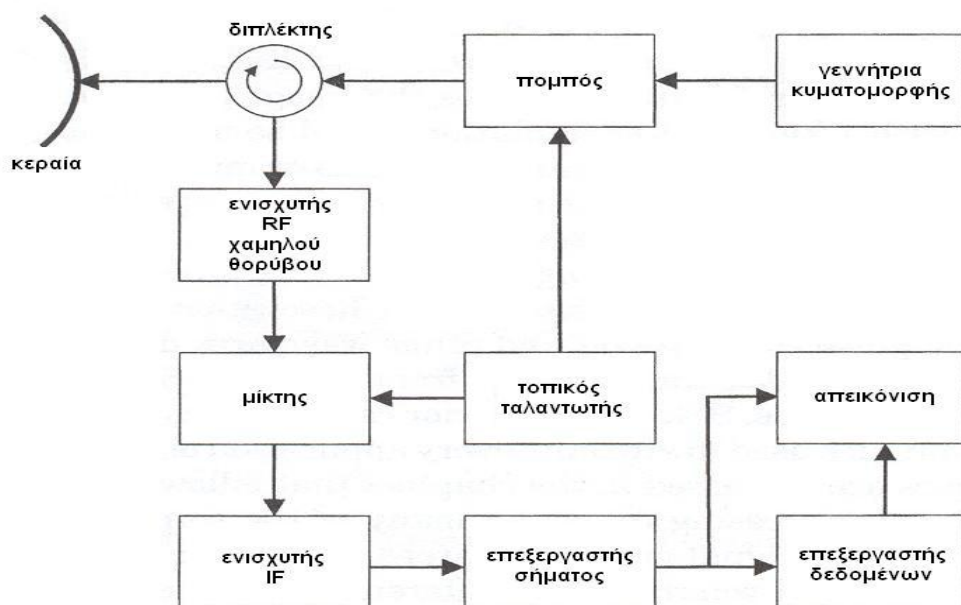 διπλέκτης
πομπός
γεννήτρια
κυματομορφής
κεραία
ενισχυτής
RF
χαμηλού
θορύβου
μίκτης
τοπικός
ταλαντωτής
απεικόνιση
ενισχυτής
IF
επεξεργαστής
σήματος
επεξεργαστής
δεδομένων